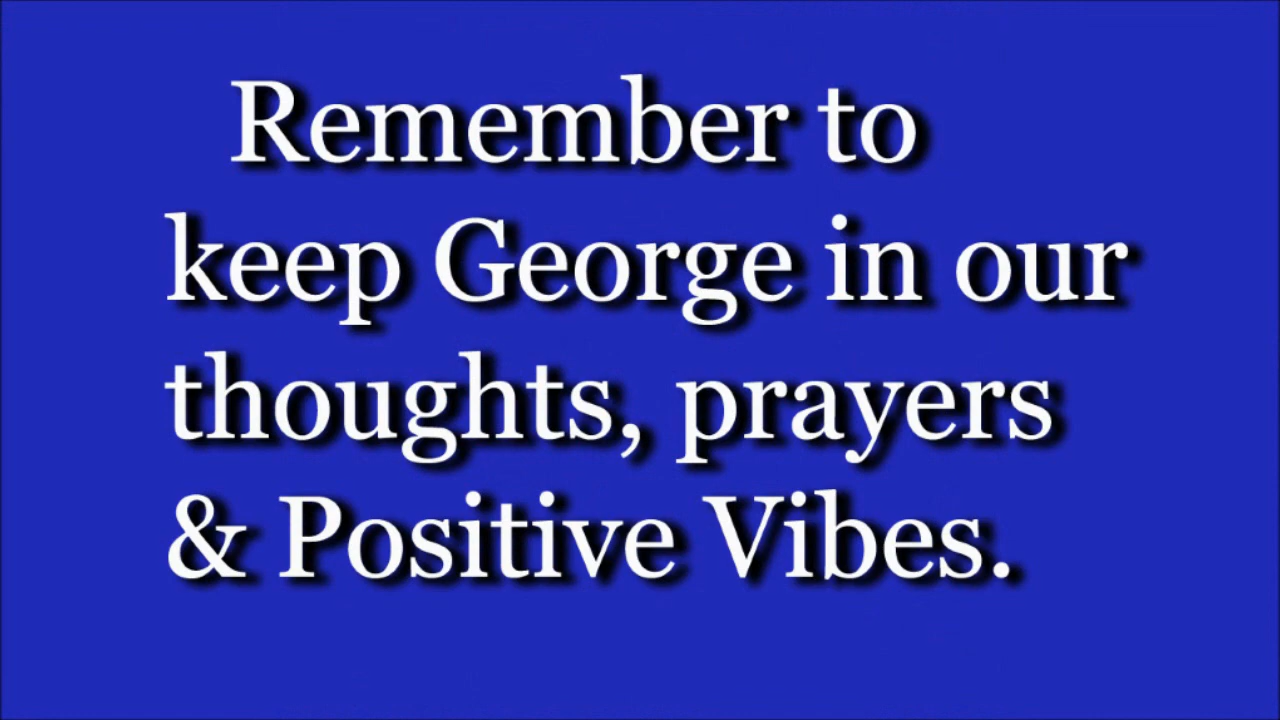 Remember to
keep George in our
thoughts, prayers
& Positive Vibes.